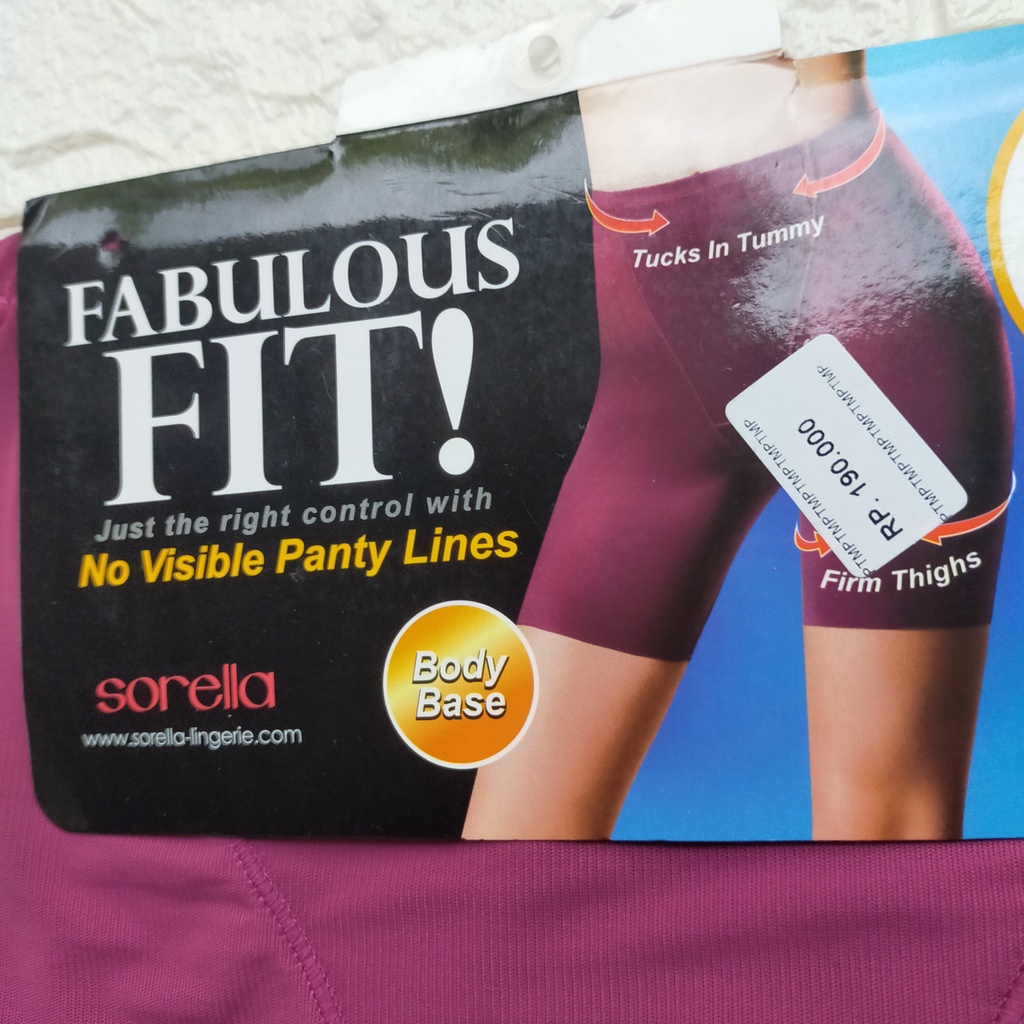 FABULOUS
FIT!
Just the right control with
No Visible Panty Lines
sorella
www.sorella-lingerie.com
Body
Base
Tucks In Tummy
RP. 190.000
Firm Thighs